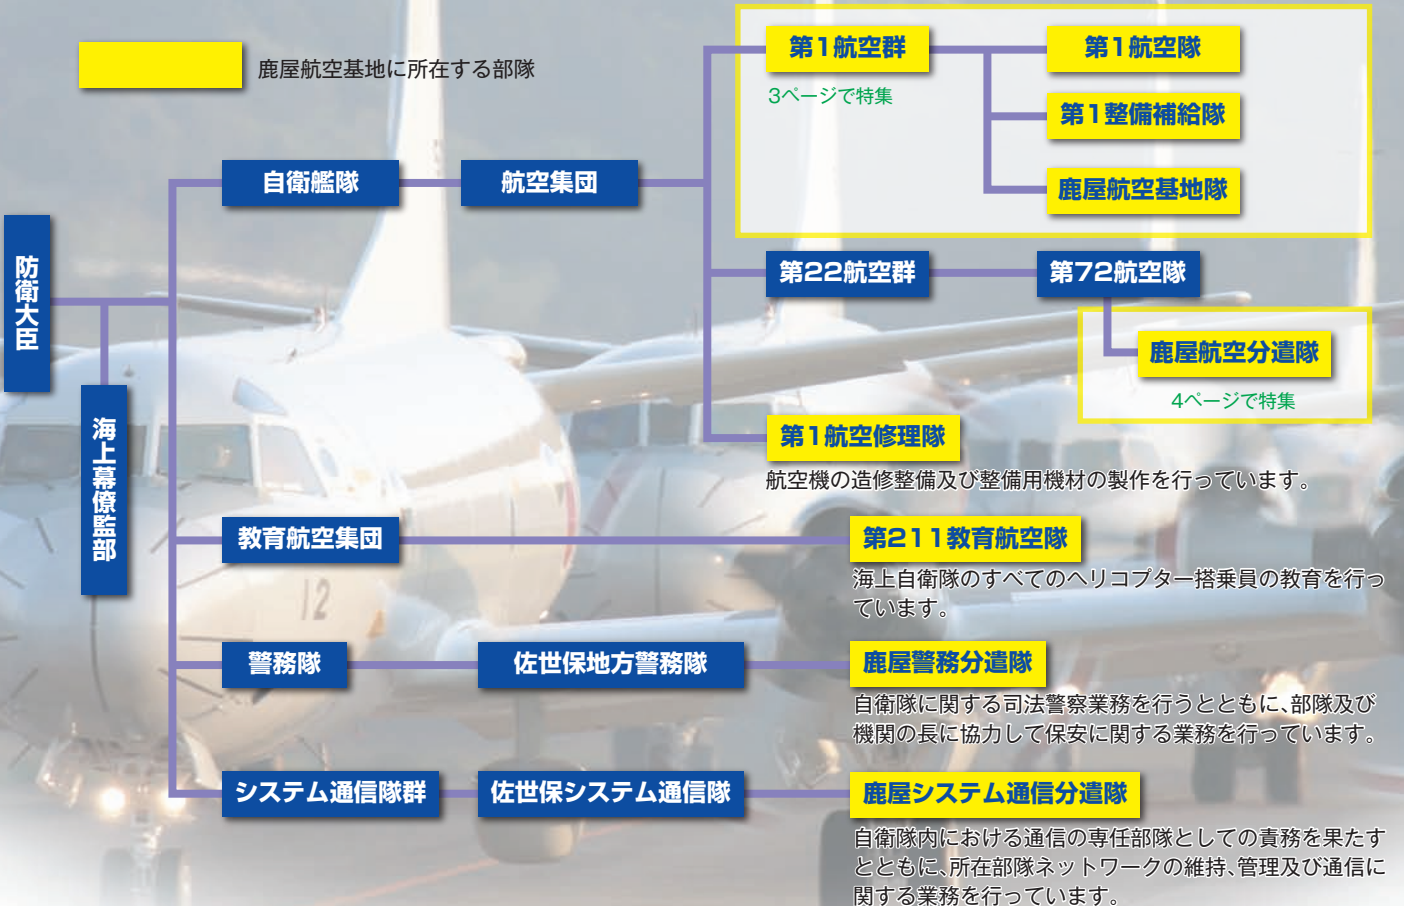 鹿屋航空基地に所在する部隊
防衛大臣
海上幕僚監部
自衛艦隊
航空集団
第1航空群
3ページで特集
第1航空隊
第1整備補給隊
鹿屋航空基地隊
第22航空群
第72航空隊
鹿屋航空分遣隊
4ページで特集
第1航空修理隊
航空機の造修整備及び整備用機材の製作を行っています。
教育航空集団
第211教育航空隊
海上自衛隊のすべてのヘリコプター搭乗員の教育を行っ
ています。
警務隊
佐世保地方警務隊
鹿屋警務分遣隊
自衛隊に関する司法警察業務を行うとともに、部隊及び
機関の長に協力して保安に関する業務を行っています。
システム通信隊群
佐世保システム通信隊
鹿屋システム通信分遣隊
自衛隊内における通信の専任部隊としての責務を果たす
とともに、所在部隊ネットワークの維持、管理及び通信に
関する業務を行っています。
12